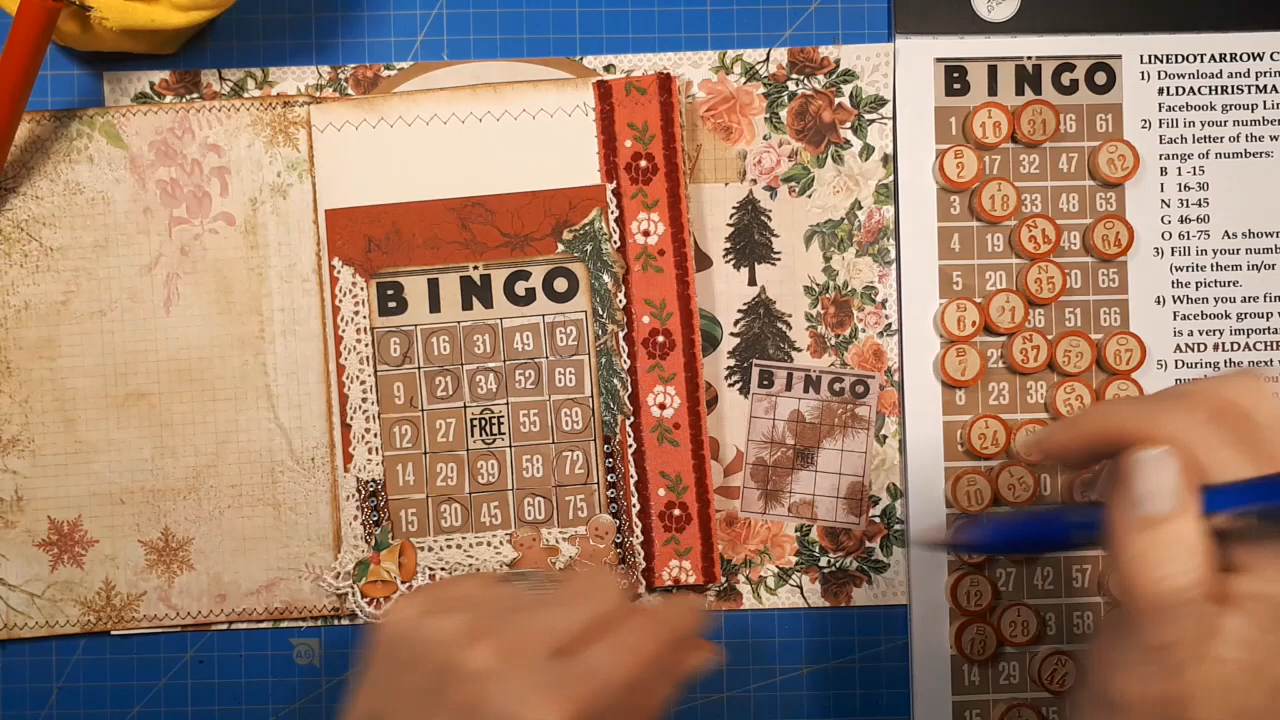 BINGO
6 16 31 49 62
9 21 34 52 66
12 27 FREE 55 69
14 29 39 58 72
15 30 45 60 75
BINGO
FREE
A6
BINGO
1 I 16 N 31 46 61
B 2 17 32 47 O 62
3 I 18 33 48 63
4 19 N 34 49 O 64
5 20 N 35 50 65
B 6. I 21 36 51 66
B 7 22 N 37 G 52 O 67
8 23 38 G 53
I 24
B 10 I 25
B 12 27 42 57
B 13 I 28 58
14 29 N 44
15
LINEDOTARROW C
1) Download and prin
#LDACHRISTMA
Facebook group Lin
2) Fill in your number
Each letter of the w
range of numbers:
B 1 -15
I 16-30
N 31-45
G 46-60
O 61-75 As shown
3) Fill in your num
(write them in/or
the picture.
4) When you are fin
Facebook group
is a very importa
AND #LDACHR
5) During the next